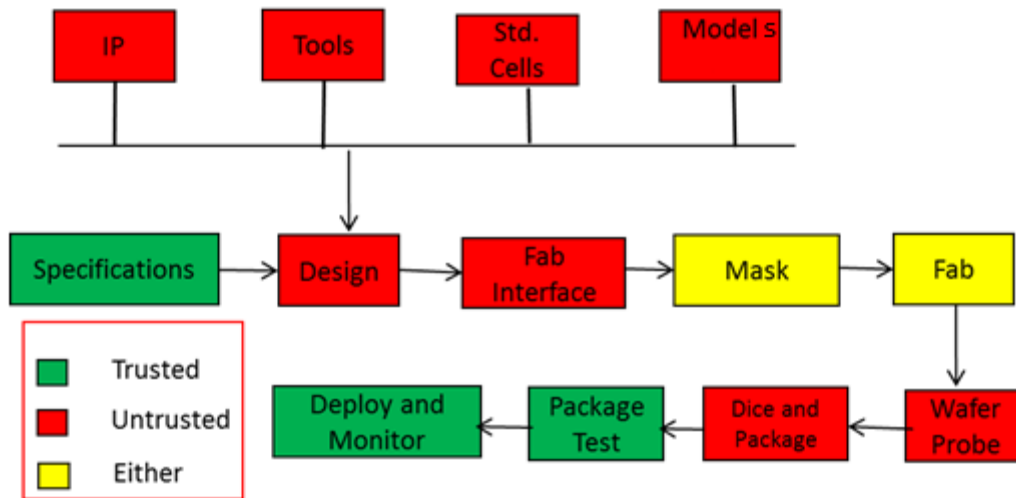 IP
Tools
Std.
Cells
Models
Specifications
Design
Fab
Interface
Mask
Fab
Trusted
Untrusted
Either
Deploy and
Monitor
Package
Test
Dice and
Package
Wafer
Probe